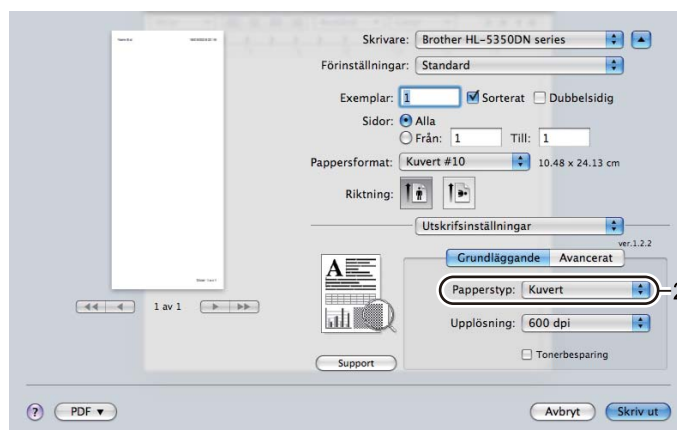 Skrivare: Brother HL-5350DN series
Förinställningar: Standard
Exemplar: 1 Sorterat Dubbelsidig
Sidor: Alla
Från: 1 Till: 1
Pappersformat: Kuvert #10 10.48 x 24.13 cm
Riktning:
Utskrifsinställningar
ver.1.2.2
Grundläggande Avancerat
Papperstyp: Kuvert 2
1 av 1
Upplösning: 600 dpi
Tonerbesparing
Support
? PDF Avbryt Skriv ut